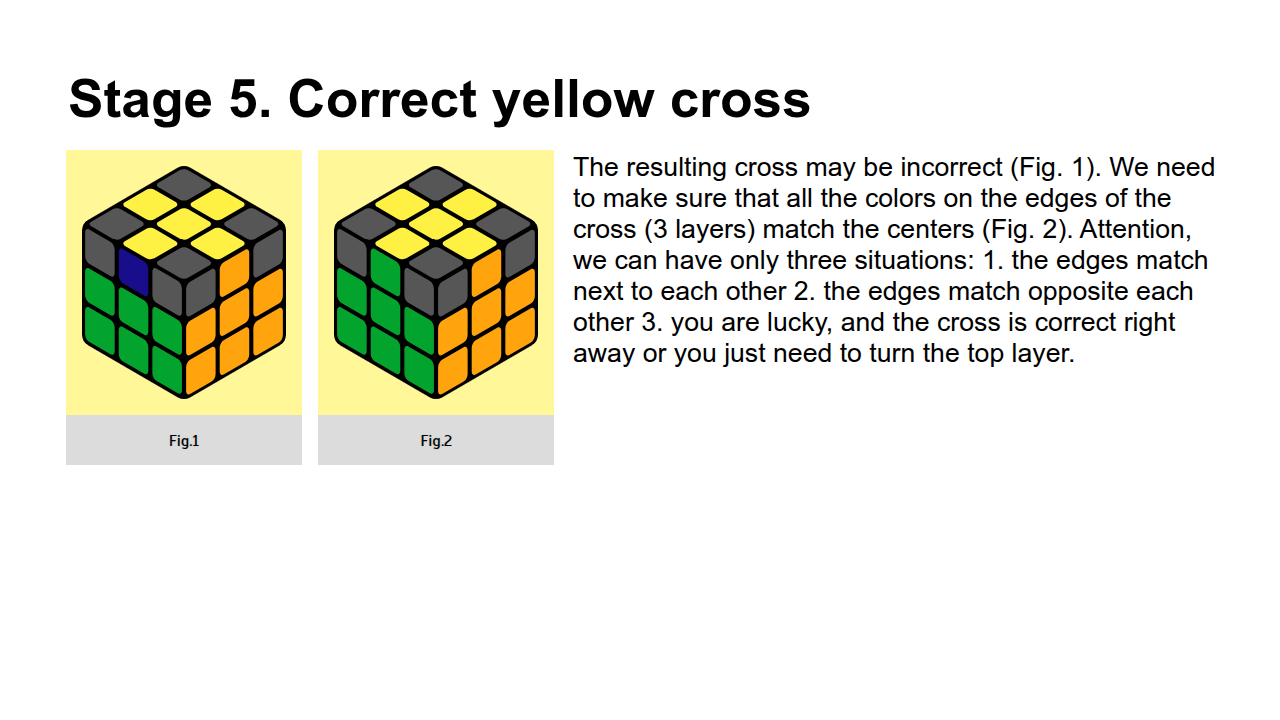 Stage 5. Correct yellow cross
The resulting cross may be incorrect (Fig. 1). We need
to make sure that all the colors on the edges of the
cross (3 layers) match the centers (Fig. 2). Attention,
we can have only three situations: 1. the edges match
next to each other 2. the edges match opposite each
other 3. you are lucky, and the cross is correct right
away or you just need to turn the top layer.
Fig.1
Fig.2